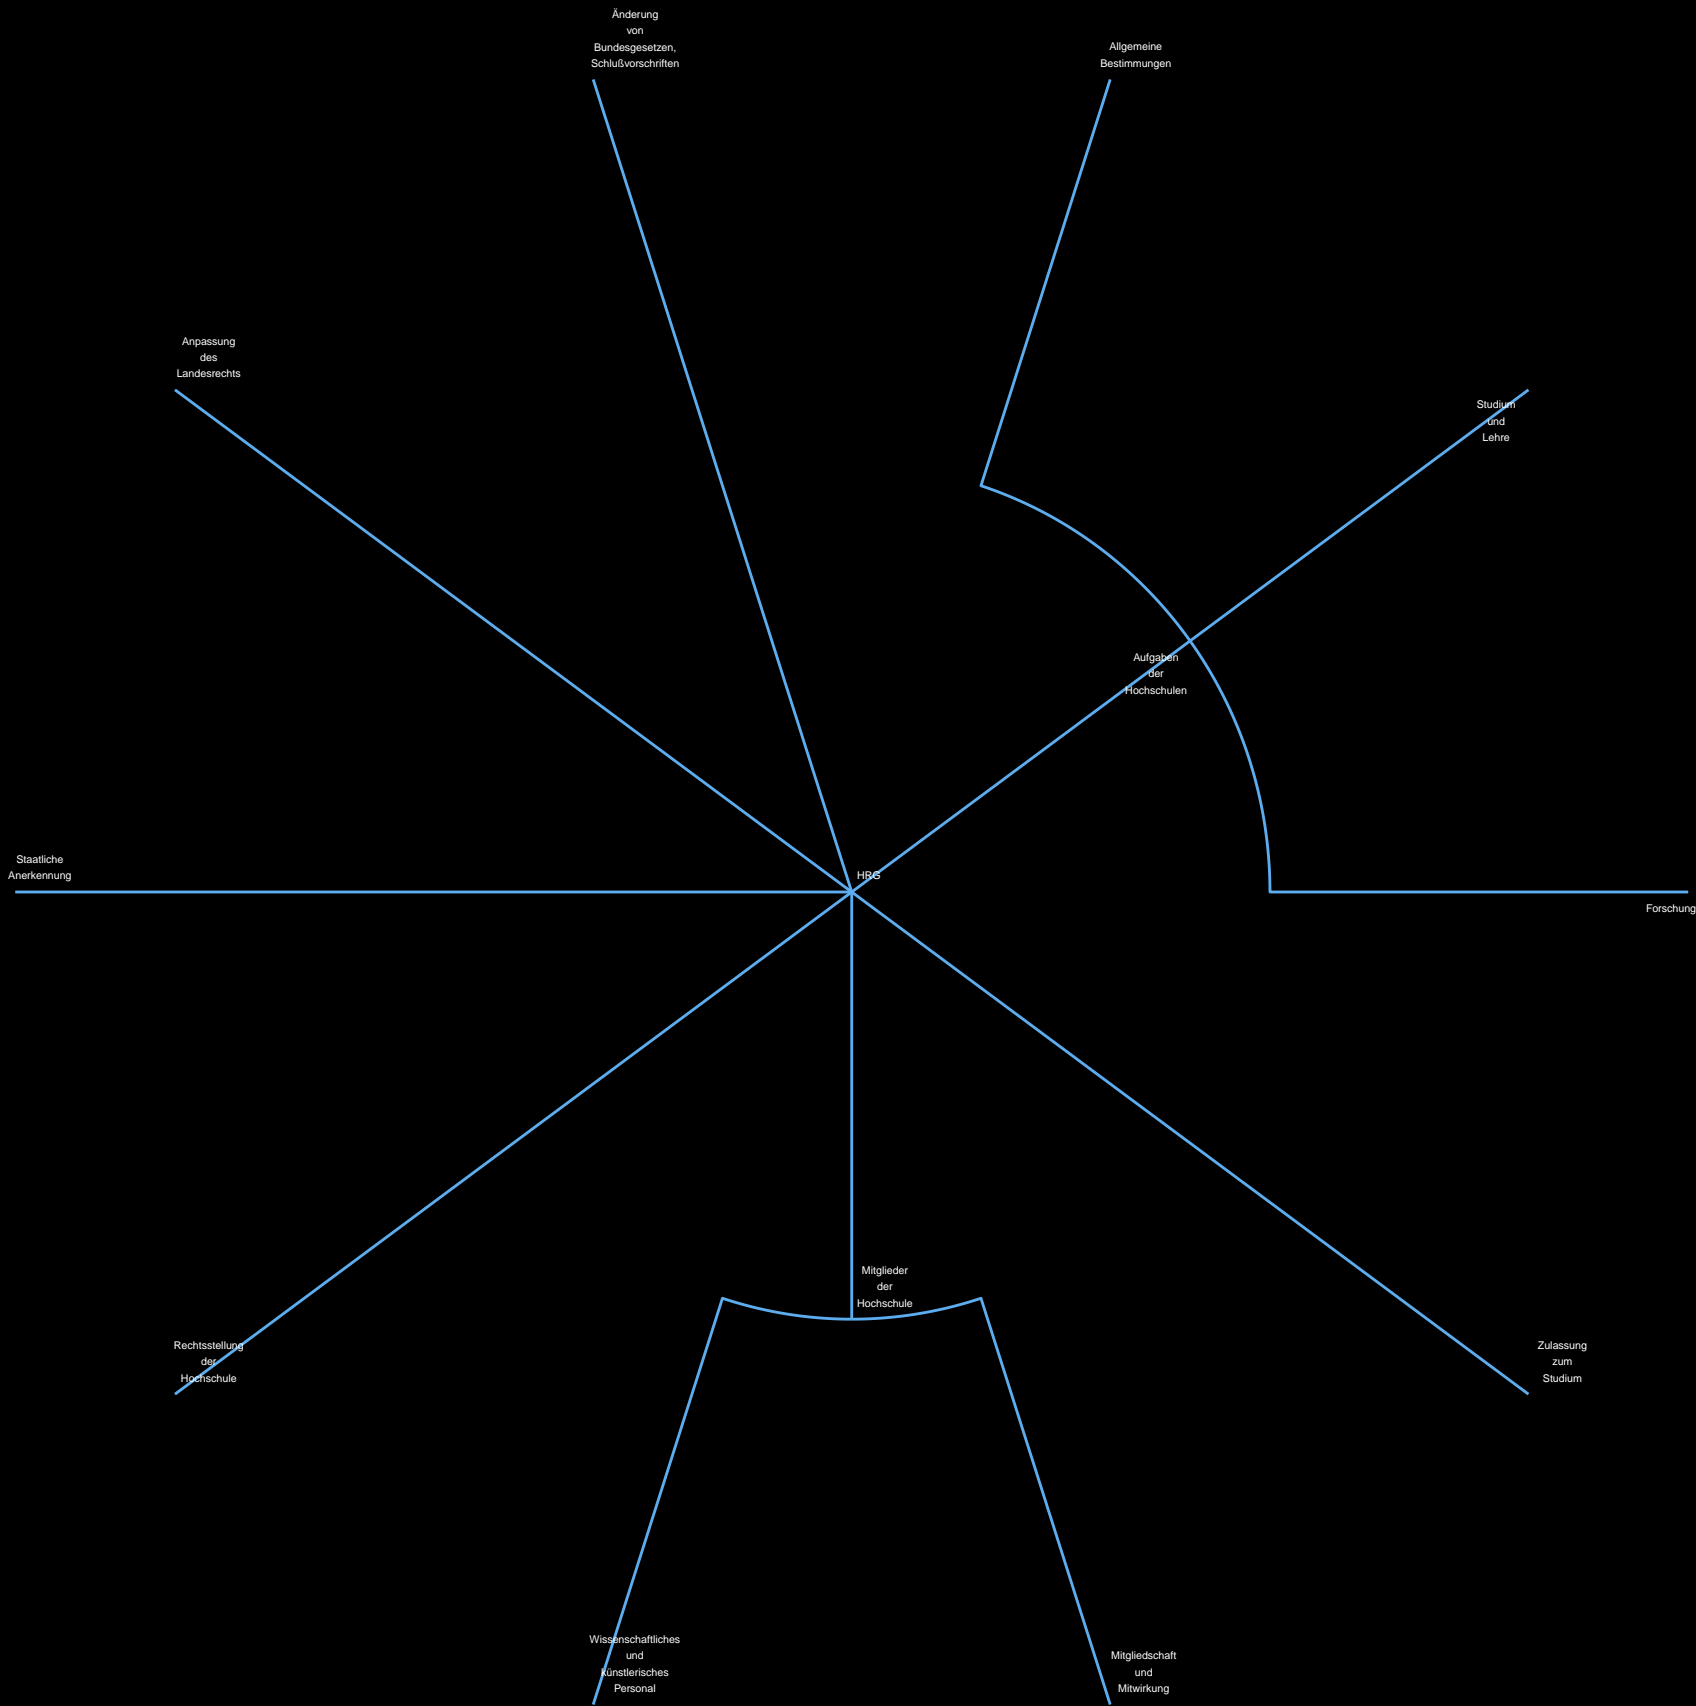 Änderung
von
Bundesgesetzen,
Schlußvorschriften
Allgemeine
Bestimmungen
Anpassung
des
Landesrechts
Studium
und
Lehre
Aufgaben
der
Hochschulen
Staatliche
Anerkennung
HRG
Forschung
Mitglieder
der
Hochschule
Rechtsstellung
der
Hochschule
Zulassung
zum
Studium
Wissenschaftliches
und
künstlerisches
Personal
Mitgliedschaft
und
Mitwirkung